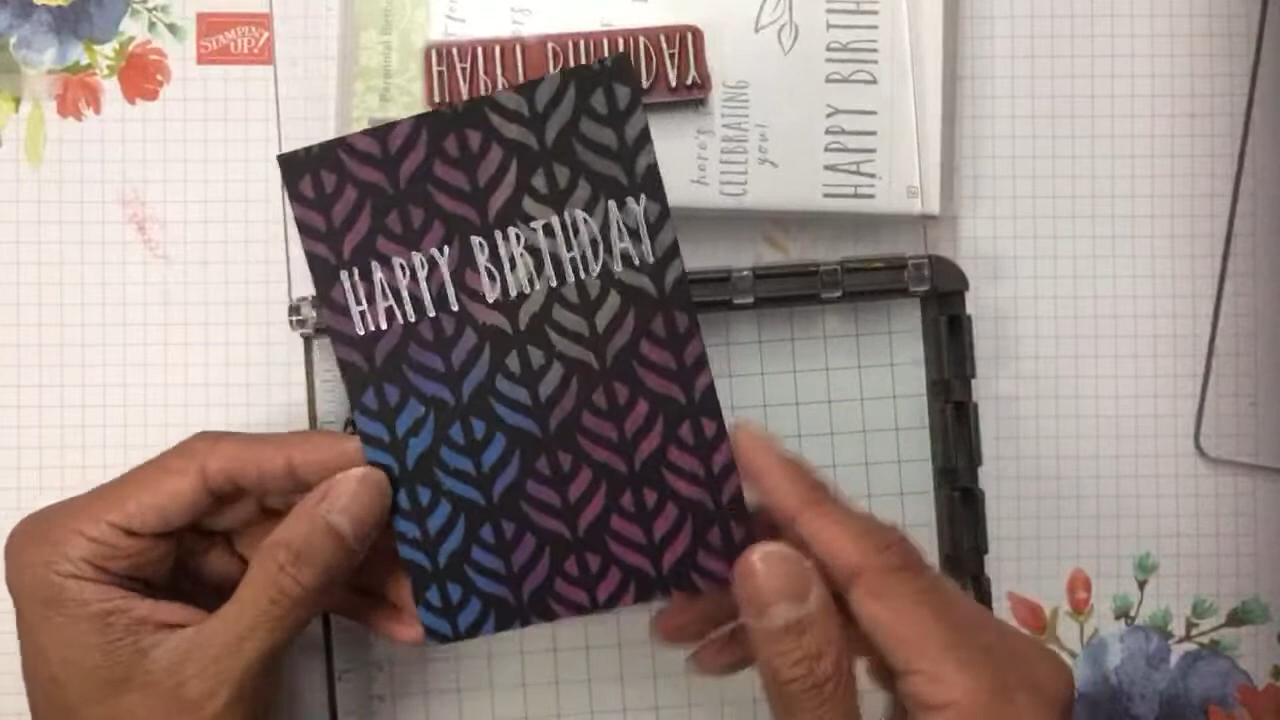 STAMPIN' UP!
HAPPY BIRTHDAY
here's
CELEBRATING
you!
HAPPY BIRTH
HAPPY BIRTHDAY